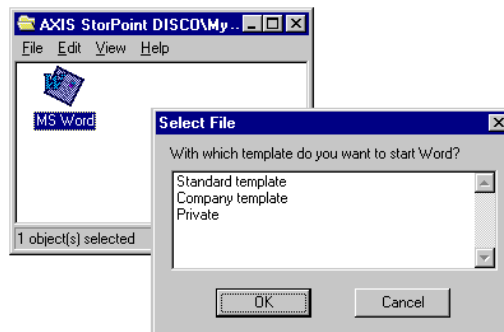 AXIS StorPoint DISCO\My..
File Edit View Help
MS Word
1 object(s) selected
Select File
With which template do you want to start Word?
Standard template
Company template
Private
OK
Cancel